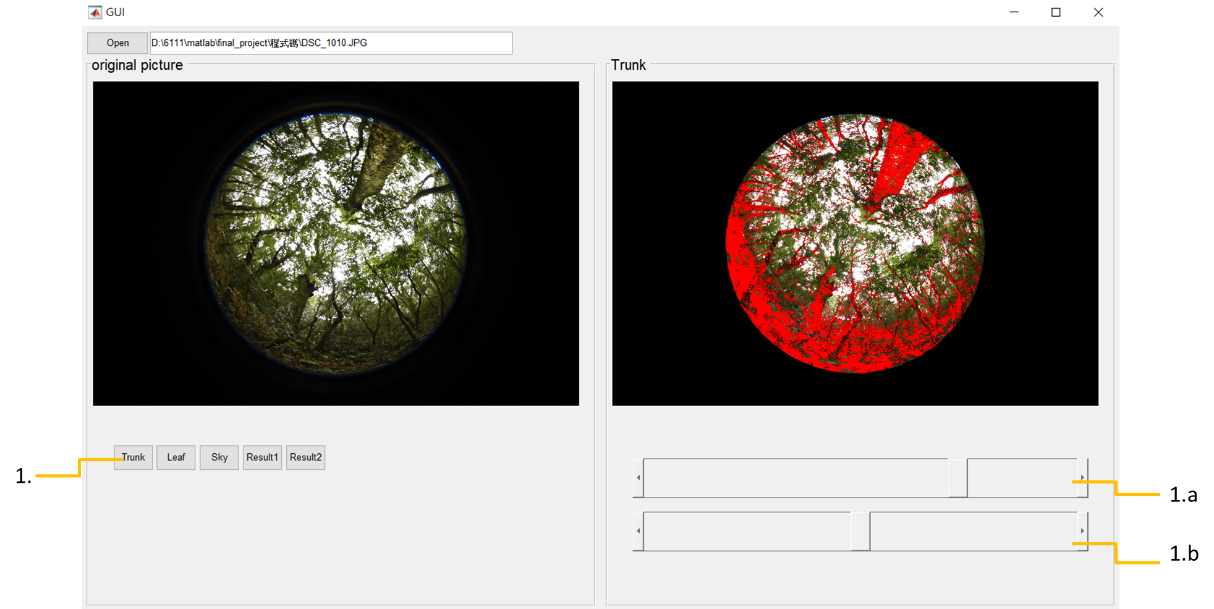 GUI
Open D:\6111\matlab\final_project\程式碼\DSC_1010.JPG
original picture
Trunk
1.
Trunk Leaf Sky Result1 Result2
1.a
1.b